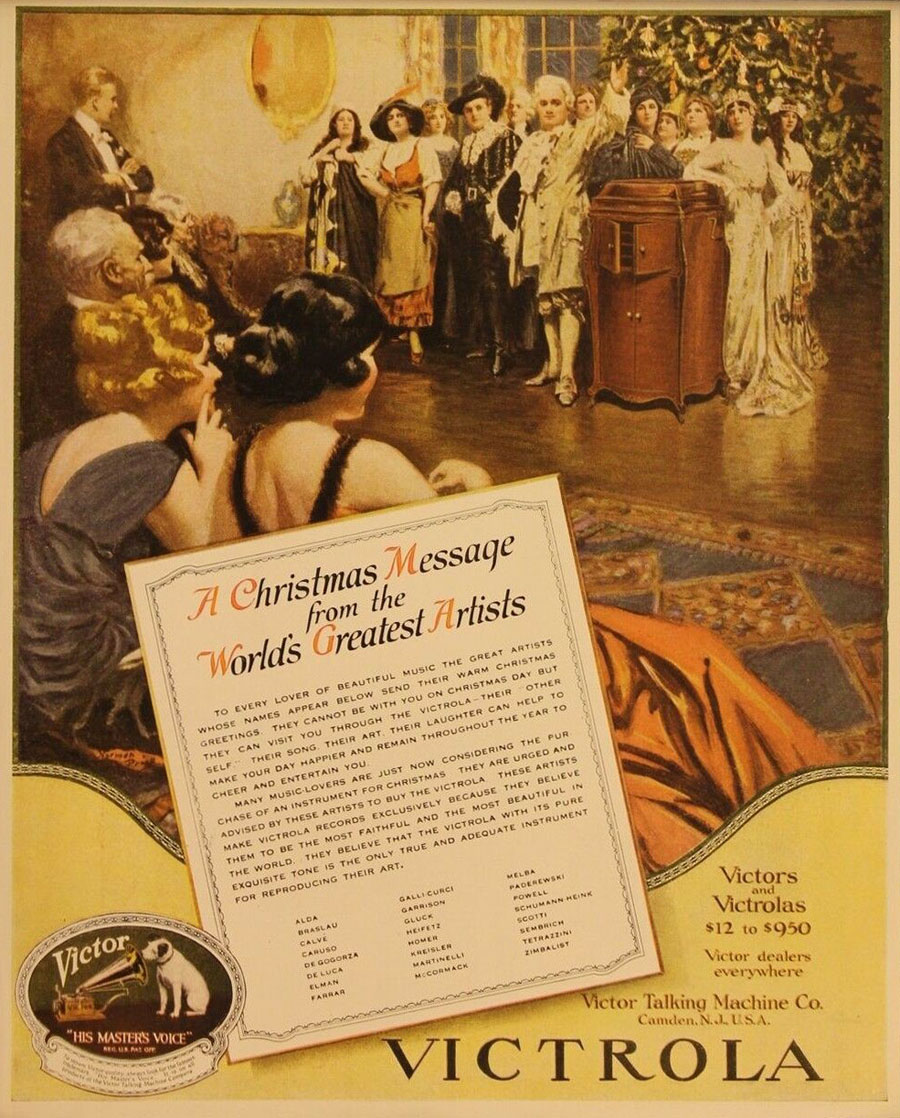 A Christmas Message
from the
World's Greatest Artists
TO EVERY LOVER OF BEAUTIFUL MUSIC THE GREAT ARTISTS
WHOSE NAMES APPEAR BELOW SEND THEIR WARM CHRISTMAS
GREETINGS. THEY CANNOT BE WITH YOU ON CHRISTMAS DAY BUT
THEY CAN VISIT YOU THROUGH THE VICTROLA—THEIR "OTHER
SELF." THEIR SONG, THEIR ART, THEIR LAUGHTER CAN HELP TO
MAKE YOUR DAY HAPPIER AND REMAIN THROUGHOUT THE YEAR TO
CHEER AND ENTERTAIN YOU.
MANY MUSIC-LOVERS ARE JUST NOW CONSIDERING THE PUR-
CHASE OF AN INSTRUMENT FOR CHRISTMAS. THEY ARE URGED AND
ADVISED BY THESE ARTISTS TO BUY THE VICTROLA. THESE ARTISTS
MAKE VICTROLA RECORDS EXCLUSIVELY BECAUSE THEY BELIEVE
THEM TO BE THE MOST FAITHFUL AND THE MOST BEAUTIFUL IN
THE WORLD. THEY BELIEVE THAT THE VICTROLA WITH ITS PURE
EXQUISITE TONE IS THE ONLY TRUE AND ADEQUATE INSTRUMENT
FOR REPRODUCING THEIR ART.
ALDA
BRASLAU
CALVÉ
CARUSO
DE GOGORZA
DE LUCA
ELMAN
FARRAR
GALLI-CURCI
GARRISON
GLUCK
HEIFETZ
HOMER
KREISLER
MARTINELLI
McCORMACK
MELBA
PADEREWSKI
POWELL
SCHUMANN-HEINK
SCOTTI
SEMBRICH
TETRAZZINI
ZIMBALIST
Victor
"HIS MASTER'S VOICE"
REG. U.S. PAT. OFF.
Victors
and
Victrolas
$12 to $950
Victor dealers
everywhere
Victor Talking Machine Co.
Camden, N.J., U.S.A.
VICTROLA